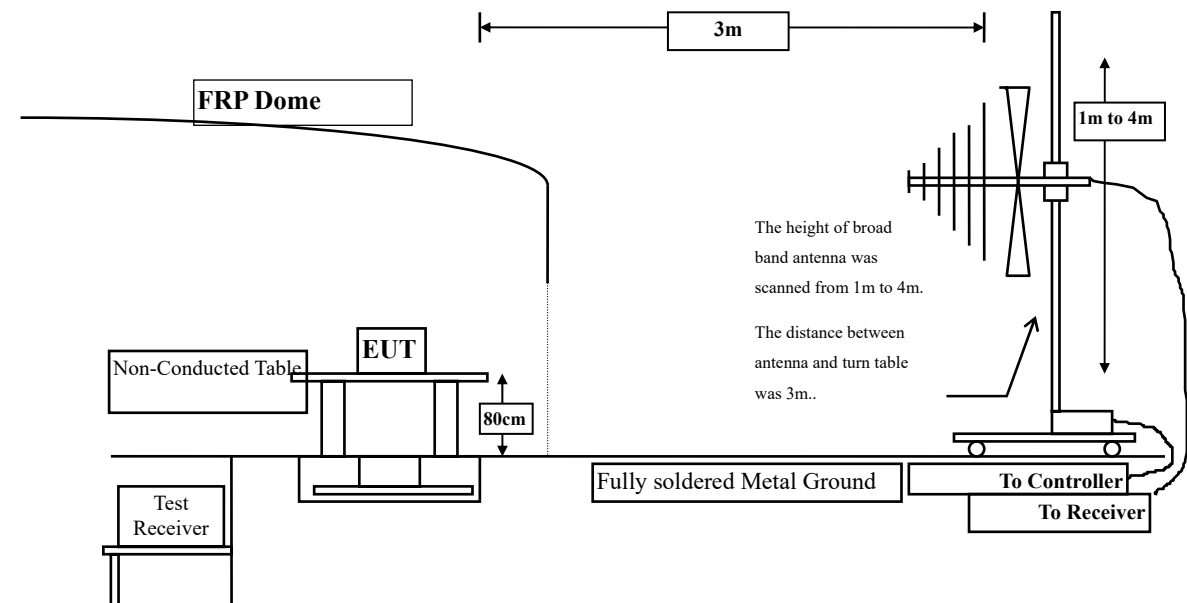 3m
FRP Dome
1m to 4m
The height of broad
band antenna was
scanned from 1m to 4m.
The distance between
antenna and turn table
was 3m..
EUT
Non-Conducted Table
80cm
Fully soldered Metal Ground
To Controller
To Receiver
Test
Receiver